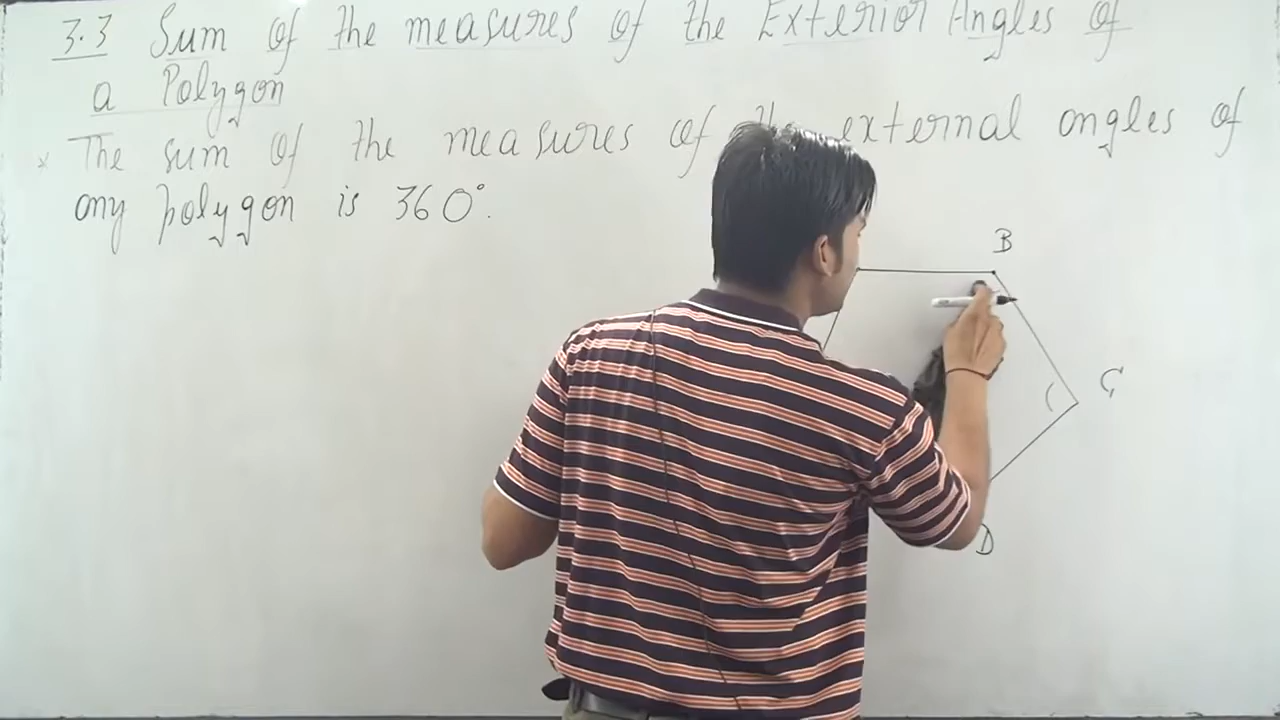 3.3 Sum of the measures of the Exterior Angles of
a Polygon
* The sum of the measures of the external angles of
any polygon is 360°.
B
C
D